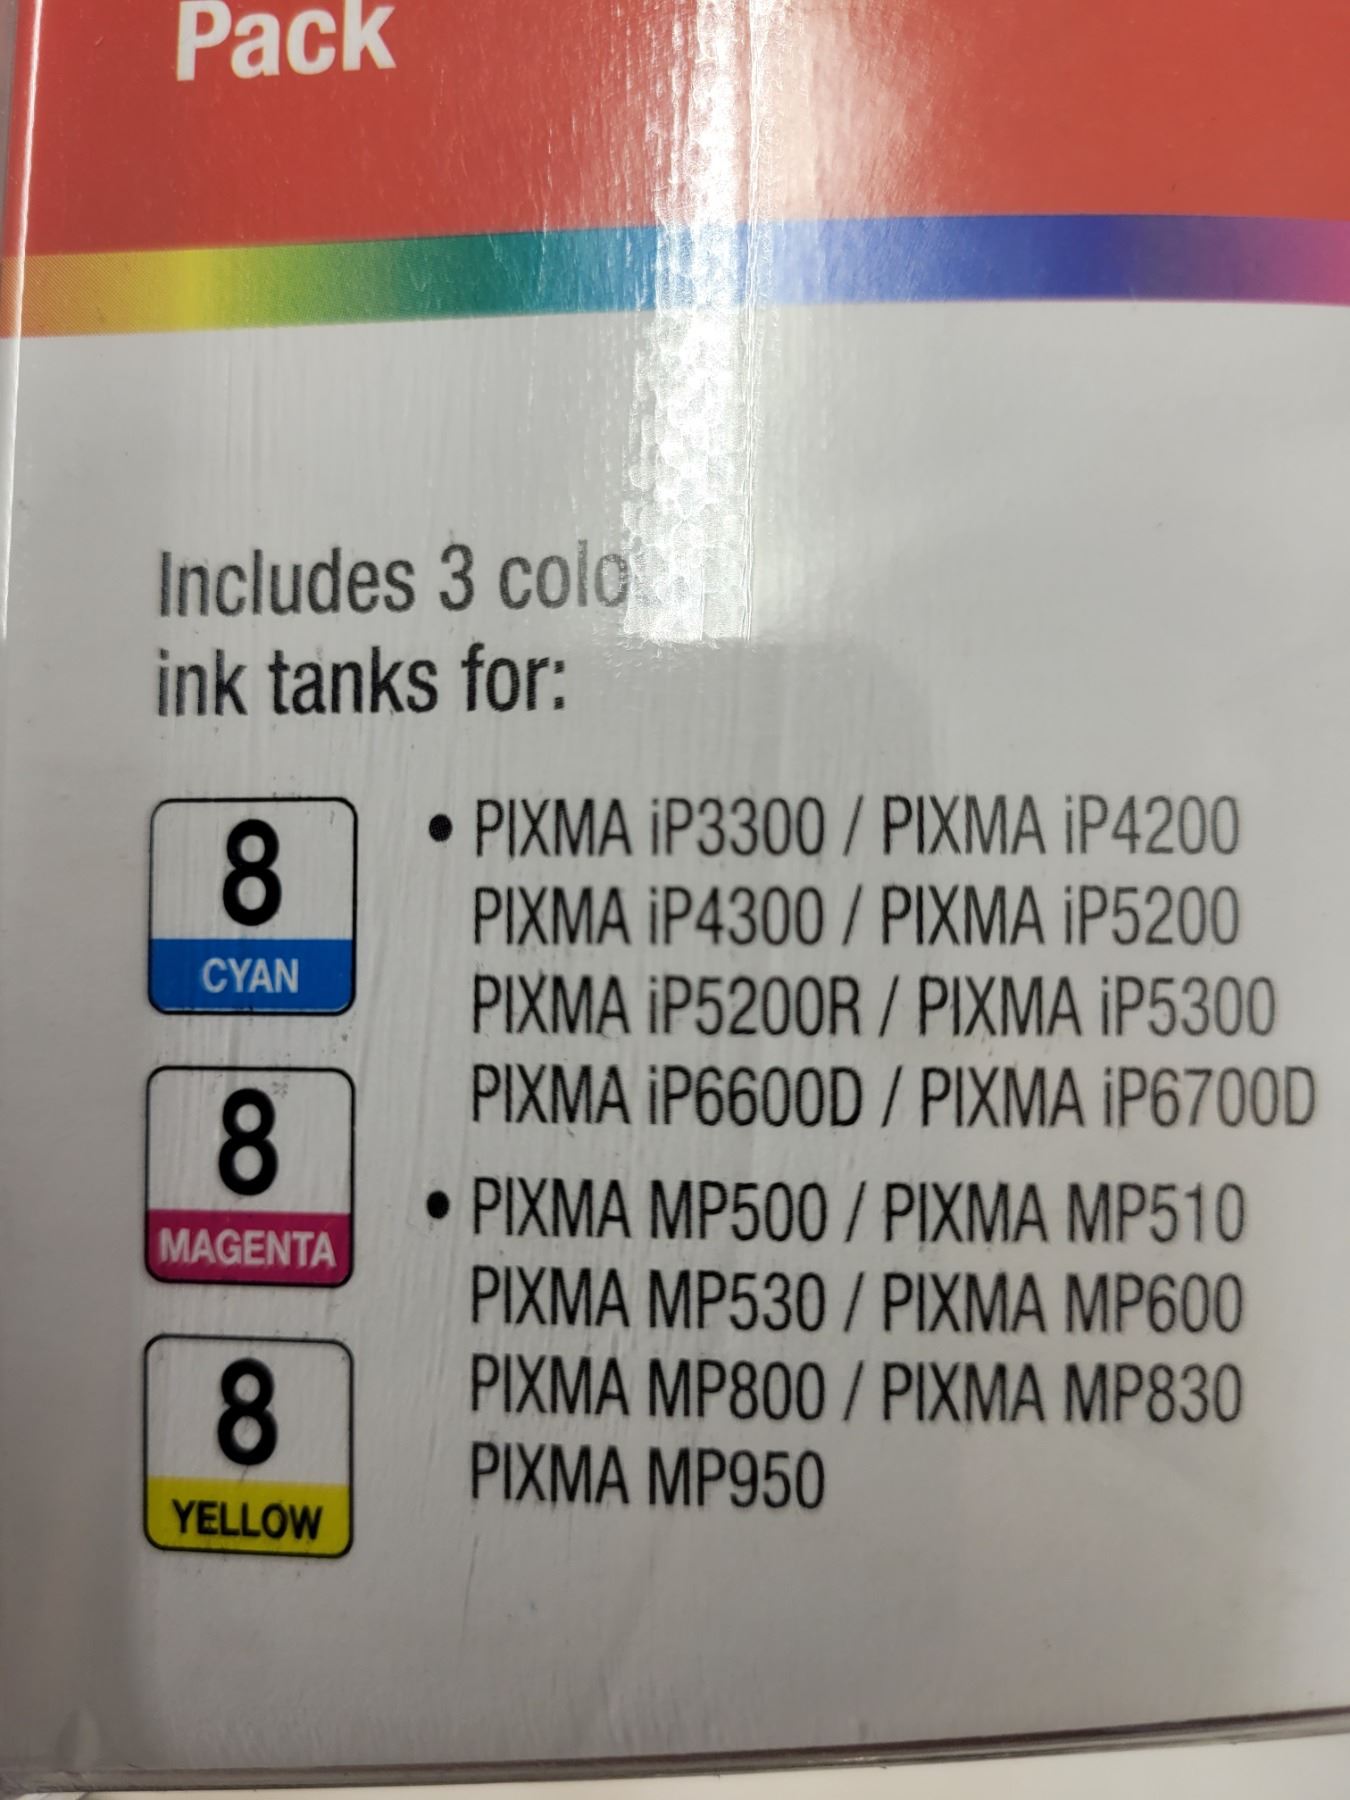 Pack
Includes 3
ink tanks for:
8
CYAN
8
MAGENTA
8
YELLOW
• PIXMA iP3300 / PIXMA iP4200
PIXMA iP4300 / PIXMA iP5200
PIXMA iP5200R / PIXMA iP5300
PIXMA iP6600D / PIXMA iP6700D
• PIXMA MP500 / PIXMA MP510
PIXMA MP530 / PIXMA MP600
PIXMA MP800 / PIXMA MP830
PIXMA MP950